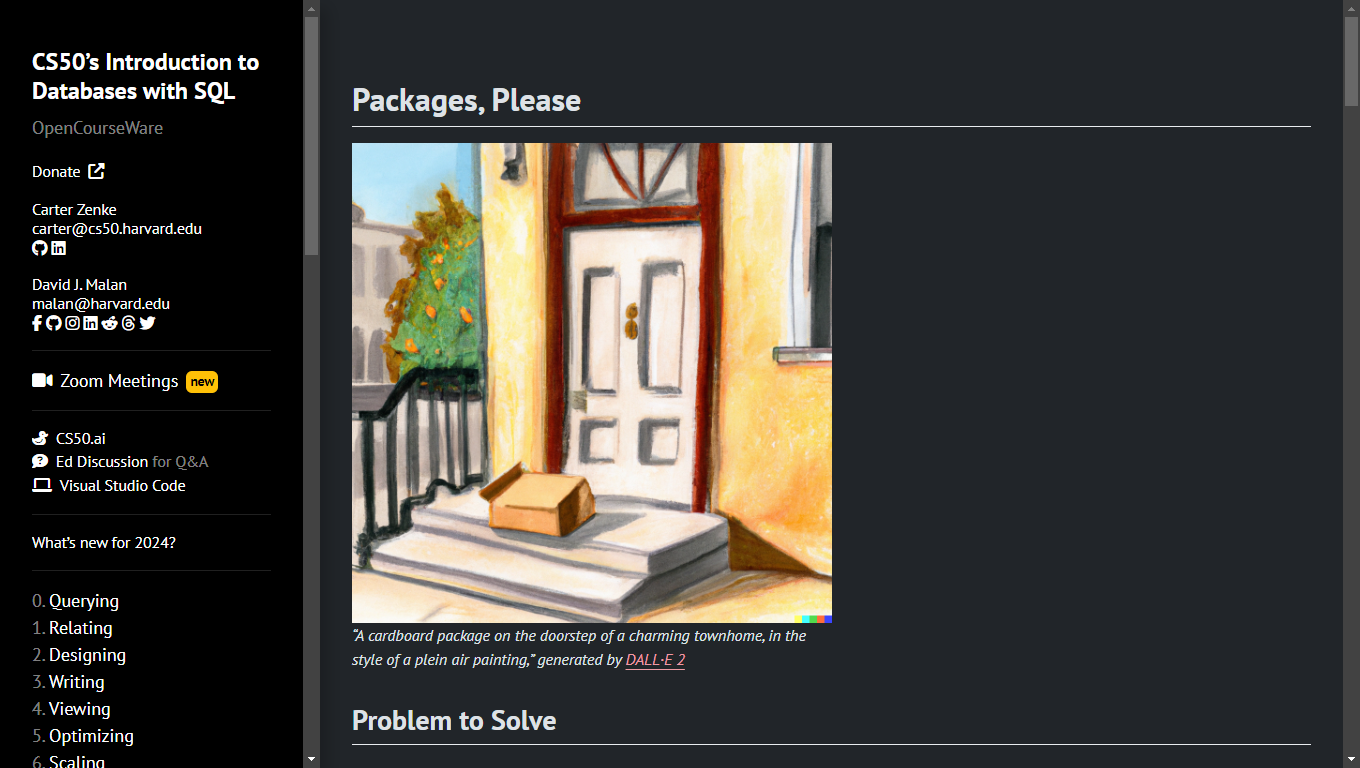 CS50’s Introduction to
Databases with SQL
OpenCourseWare
Donate
Carter Zenke
carter@cs50.harvard.edu
David J. Malan
malan@harvard.edu
Zoom Meetings new
CS50.ai
Ed Discussion for Q&A
Visual Studio Code
What’s new for 2024?
0. Querying
1. Relating
2. Designing
3. Writing
4. Viewing
5. Optimizing
6. Scaling
Packages, Please
“A cardboard package on the doorstep of a charming townhome, in the
style of a plein air painting,” generated by DALL·E 2
Problem to Solve